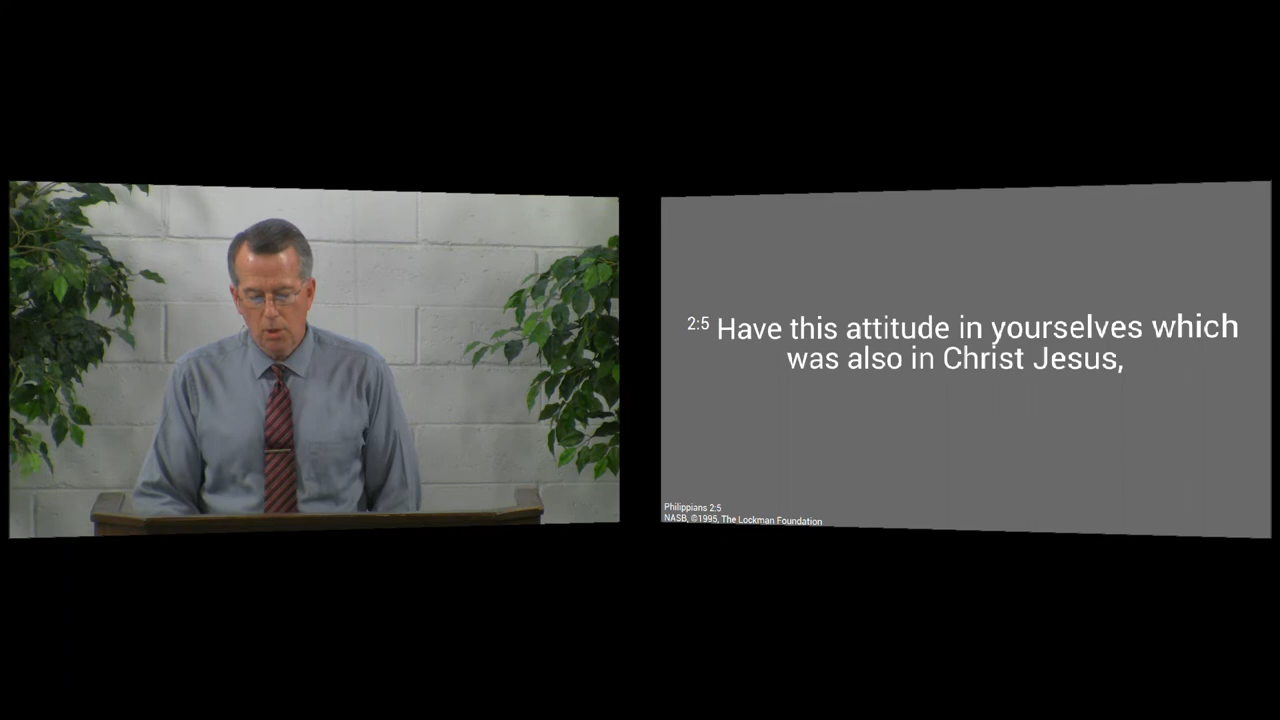 2:5 Have this attitude in yourselves which
was also in Christ Jesus,
Philippians 2:5
NASB, ©1995, The Lockman Foundation